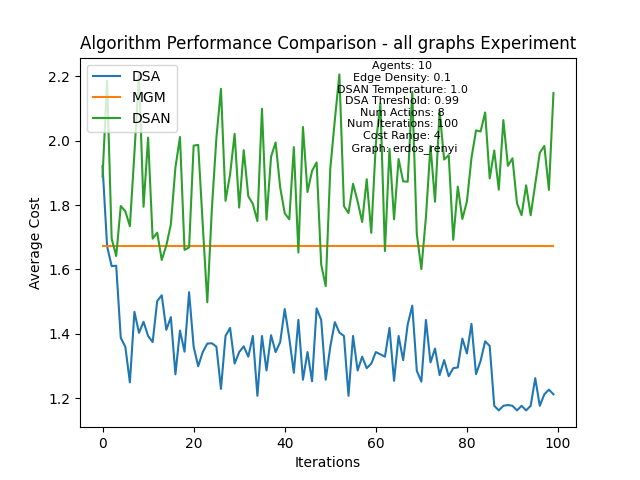 Algorithm Performance Comparison - all graphs Experiment
DSA
MGM
DSAN
Agents: 10
Edge Density: 0.1
DSAN Temperature: 1.0
DSA Threshold: 0.99
Num Actions: 8
Num Iterations: 100
Cost Range: 4
Graph: erdos_renyi
Average Cost
2.2
2.0
1.8
1.6
1.4
1.2
0 20 40 60 80 100
Iterations